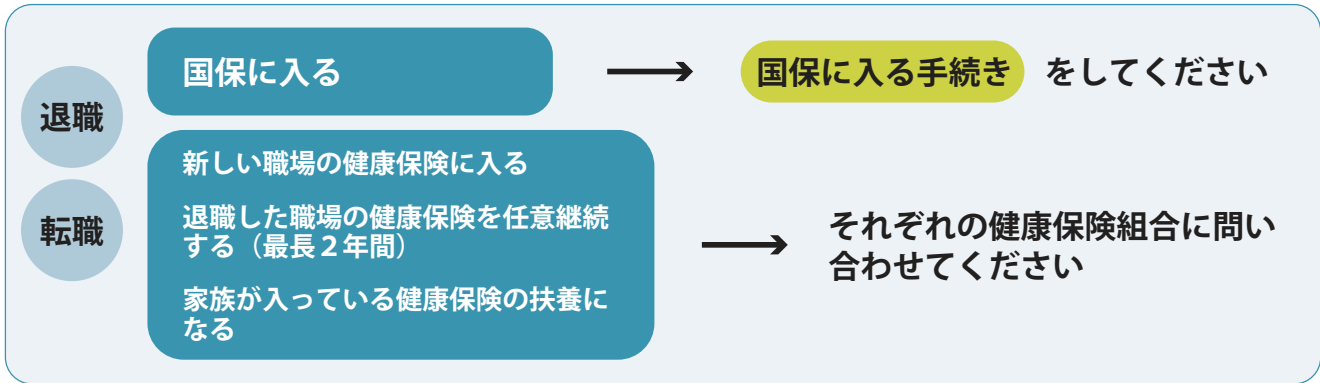 退職
転職
国保に入る
国保に入る手続き をしてください
新しい職場の健康保険に入る
退職した職場の健康保険を任意継続
する（最長２年間）
家族が入っている健康保険の扶養に
なる
それぞれの健康保険組合に問い
合わせてください